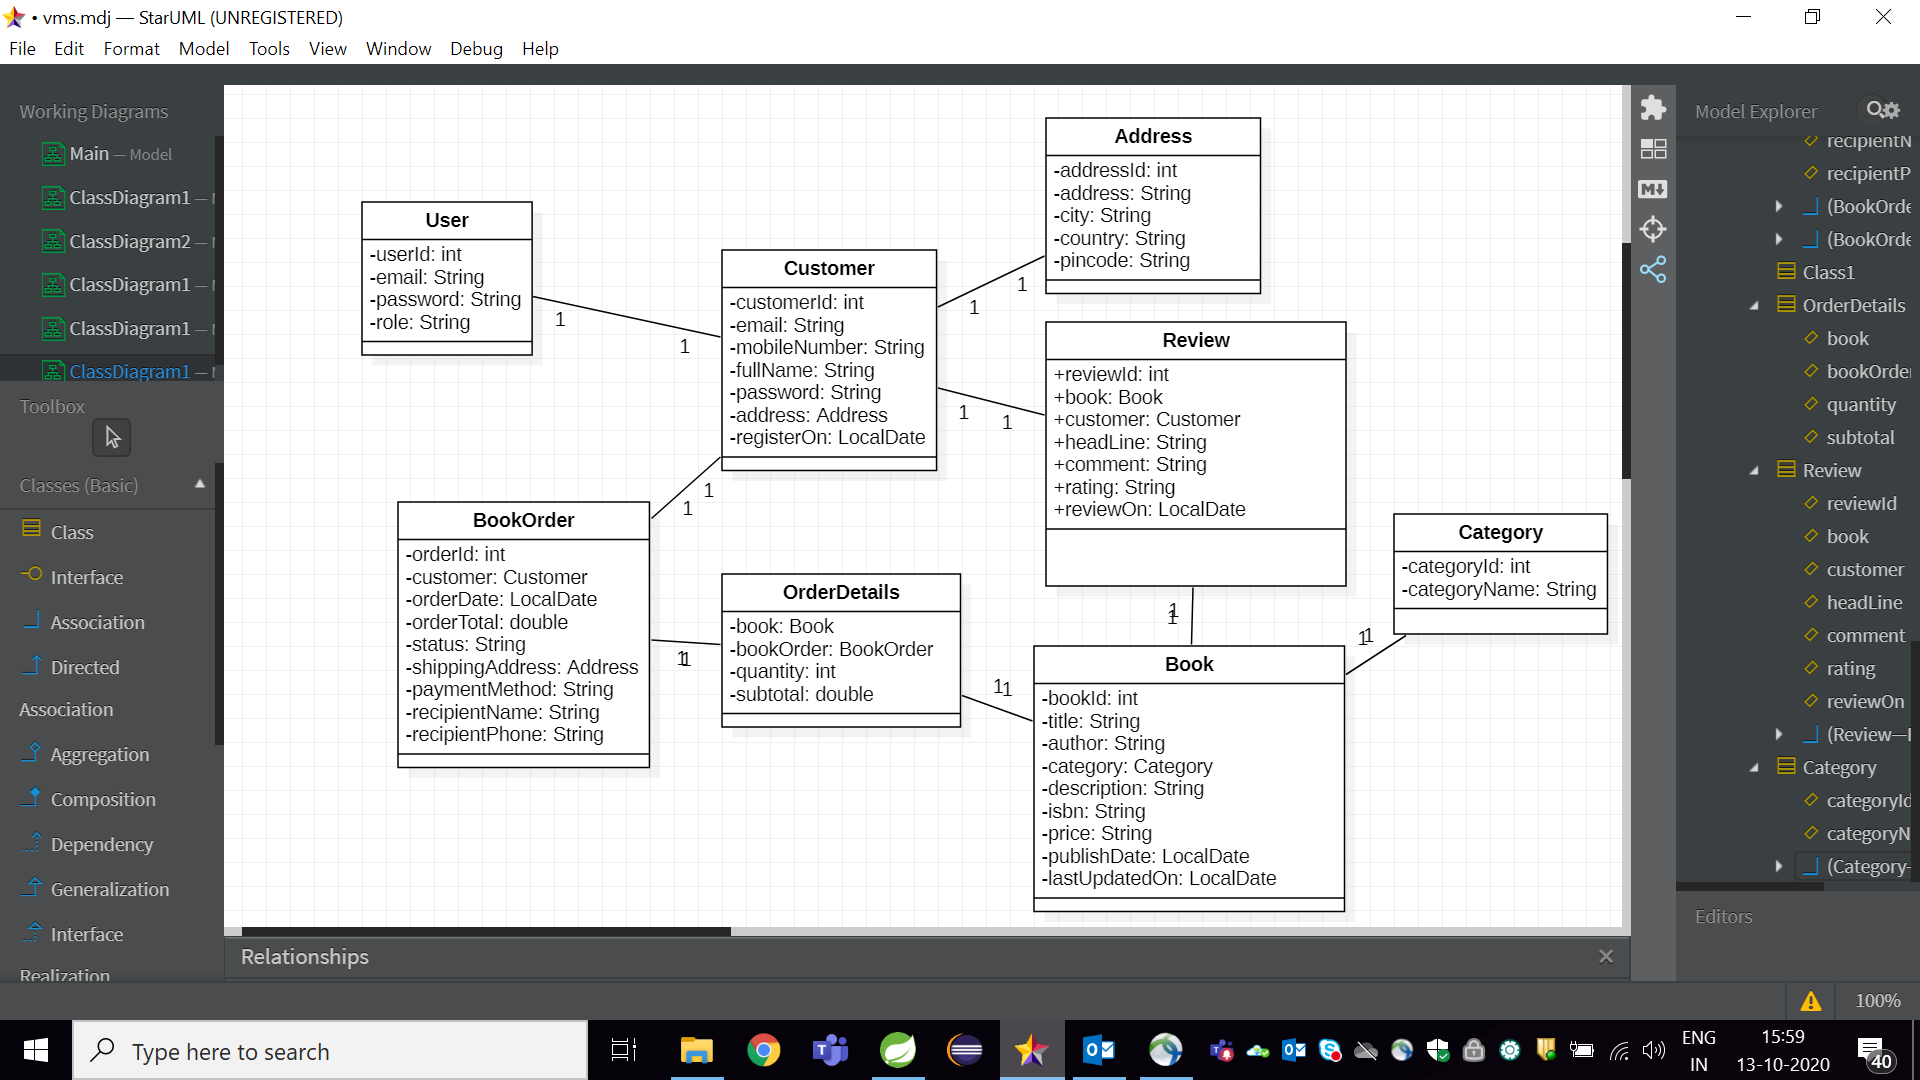 • vms.mdj — StarUML (UNREGISTERED)
File Edit Format Model Tools View Window Debug Help
Working Diagrams
Main — Model
ClassDiagram1 —
ClassDiagram2 —
ClassDiagram1 —
ClassDiagram1 —
ClassDiagram1 —
Toolbox
Classes (Basic)
Class
Interface
Association
Directed
Association
Aggregation
Composition
Dependency
Generalization
Interface
Realization
User
-userId: int
-email: String
-password: String
-role: String
1
1
Customer
-customerId: int
-email: String
-mobileNumber: String
-fullName: String
-password: String
-address: Address
-registerOn: LocalDate
1
1
1
1
1
1
Address
-addressId: int
-address: String
-city: String
-country: String
-pincode: String
Review
+reviewId: int
+book: Book
+customer: Customer
+headLine: String
+comment: String
+rating: String
+reviewOn: LocalDate
1
1
BookOrder
-orderId: int
-customer: Customer
-orderDate: LocalDate
-orderTotal: double
-status: String
-shippingAddress: Address
-paymentMethod: String
-recipientName: String
-recipientPhone: String
1
1
OrderDetails
-book: Book
-bookOrder: BookOrder
-quantity: int
-subtotal: double
1
1
Category
-categoryId: int
-categoryName: String
1
1
Book
-bookId: int
-title: String
-author: String
-category: Category
-description: String
-isbn: String
-price: String
-publishDate: LocalDate
-lastUpdatedOn: LocalDate
Relationships
Model Explorer
recipientN
recipientP
(BookOrde
(BookOrde
Class1
OrderDetails
book
bookOrder
quantity
subtotal
Review
reviewId
book
customer
headLine
comment
rating
reviewOn
(Review—
Category
categoryId
categoryN
(Category-
Editors
100%
Type here to search
ENG
IN
15:59
13-10-2020
40